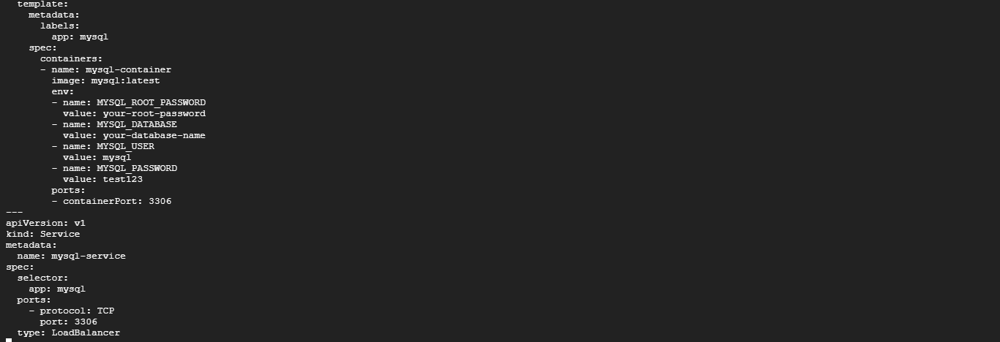 template:
    metadata:
      labels:
        app: mysql
    spec:
      containers:
      - name: mysql-container
        image: mysql:latest
        env:
        - name: MYSQL_ROOT_PASSWORD
          value: your-root-password
        - name: MYSQL_DATABASE
          value: your-database-name
        - name: MYSQL_USER
          value: mysql
        - name: MYSQL_PASSWORD
          value: test123
        ports:
        - containerPort: 3306
---
apiVersion: v1
kind: Service
metadata:
  name: mysql-service
spec:
  selector:
    app: mysql
  ports:
    - protocol: TCP
      port: 3306
  type: LoadBalancer